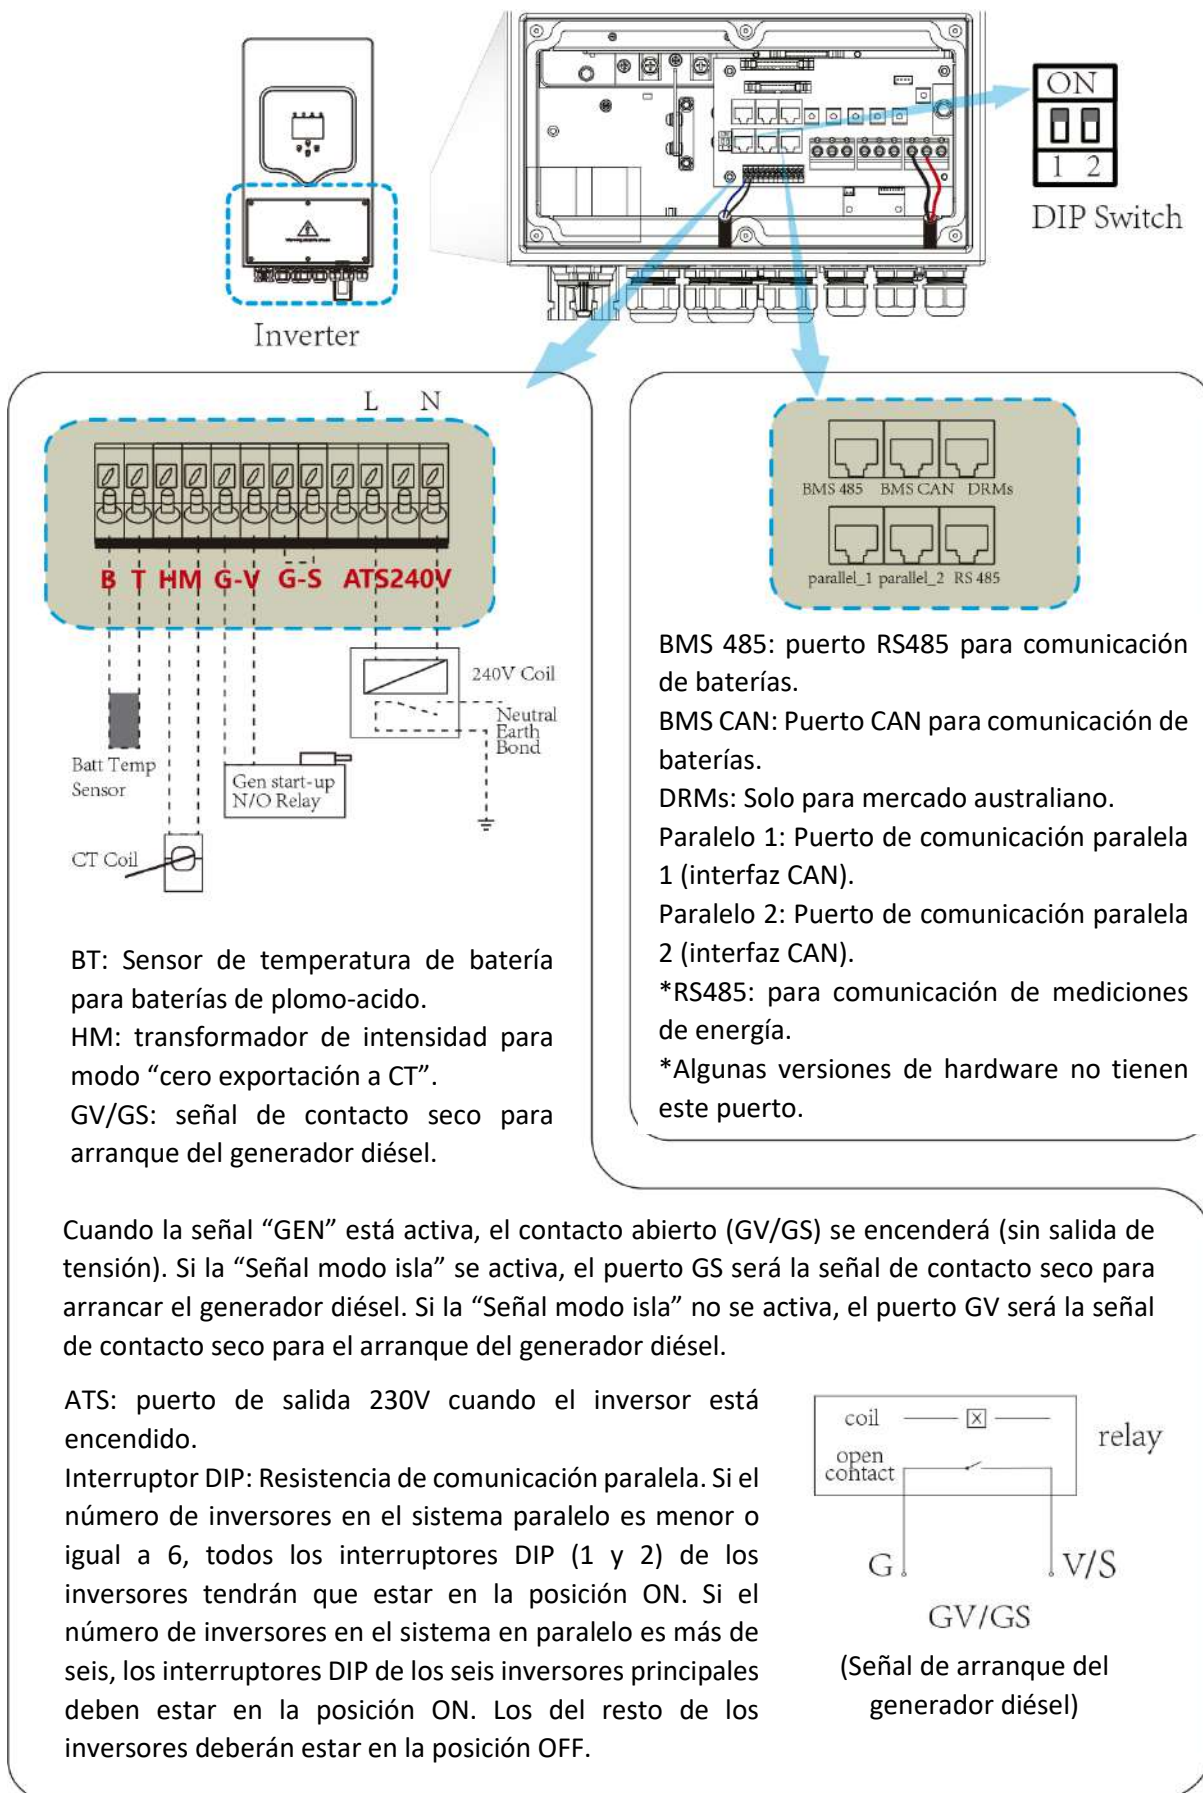 ON
1 2
DIP Switch
Inverter
L N
B T HM G-V G-S ATS240V
240V Coil
Neutral
Earth
Bond
Batt Temp
Sensor
Gen start-up
N/O Relay
CT Coil
BT: Sensor de temperatura de batería
para baterías de plomo-acido.
HM: transformador de intensidad para
modo “cero exportación a CT”.
GV/GS: señal de contacto seco para
arranque del generador diésel.
BMS 485 BMS CAN DRMs
parallel_1 parallel_2 RS 485
BMS 485: puerto RS485 para comunicación
de baterías.
BMS CAN: Puerto CAN para comunicación de
baterías.
DRMs: Solo para mercado australiano.
Paralelo 1: Puerto de comunicación paralela
1 (interfaz CAN).
Paralelo 2: Puerto de comunicación paralela
2 (interfaz CAN).
*RS485: para comunicación de mediciones
de energía.
*Algunas versiones de hardware no tienen
este puerto.
Cuando la señal “GEN” está activa, el contacto abierto (GV/GS) se encenderá (sin salida de
tensión). Si la “Señal modo isla” se activa, el puerto GS será la señal de contacto seco para
arrancar el generador diésel. Si la “Señal modo isla” no se activa, el puerto GV será la señal
de contacto seco para el arranque del generador diésel.
ATS: puerto de salida 230V cuando el inversor está
encendido.
Interruptor DIP: Resistencia de comunicación paralela. Si el
número de inversores en el sistema paralelo es menor o
igual a 6, todos los interruptores DIP (1 y 2) de los
inversores tendrán que estar en la posición ON. Si el
número de inversores en el sistema en paralelo es más de
seis, los interruptores DIP de los seis inversores principales
deben estar en la posición ON. Los del resto de los
inversores deberán estar en la posición OFF.
coil
open
contact
relay
G V/S
GV/GS
(Señal de arranque del
generador diésel)